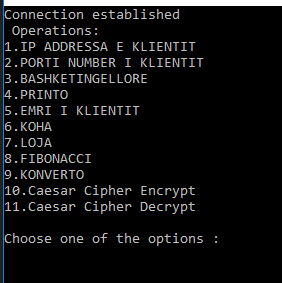 Connection established
Operations:
1.IP ADDRESSA E KLIENTIT
2.PORTI NUMBER I KLIENTIT
3.BASHKETINGELLORE
4.PRINTO
5.EMRI I KLIENTIT
6.KOHA
7.LOJA
8.FIBONACCI
9.KONVERTO
10.Caesar Cipher Encrypt
11.Caesar Cipher Decrypt
Choose one of the options :